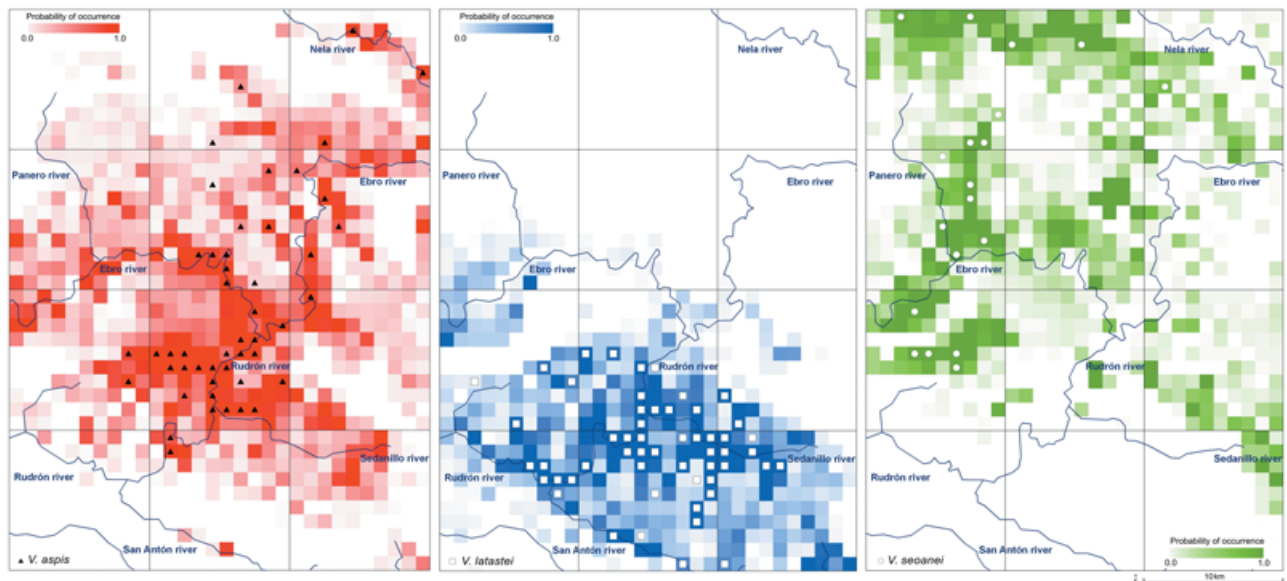 Probability of occurrence
0.0 1.0
Nela river
Panero river
Ebro river
Ebro river
Rudrón river
Sedanillo river
Rudrón river
San Antón river
V. aspis
Probability of occurrence
0.0 1.0
Nela river
Panero river
Ebro river
Ebro river
Rudrón river
Sedanillo river
Rudrón river
San Antón river
V. latastei
Nela river
Panero river
Ebro river
Ebro river
Rudrón river
Sedanillo river
Rudrón river
San Antón river
V. seoanei
Probability of occurrence
0.0 1.0
10 km